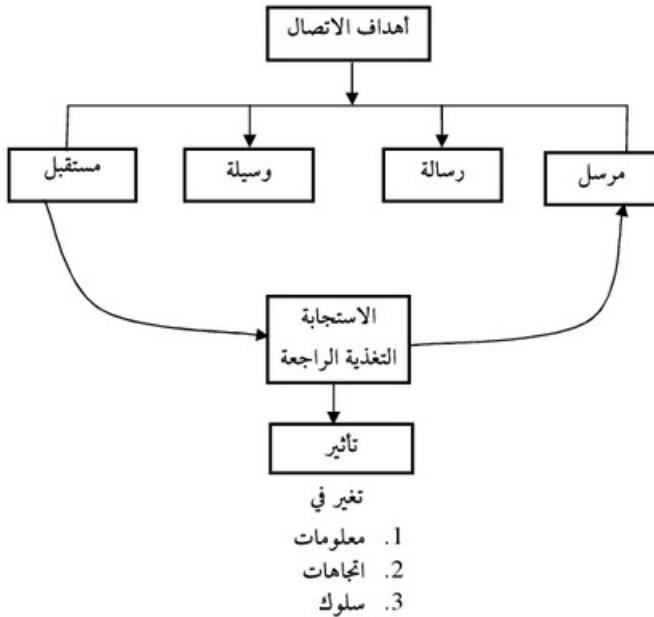 أهداف الاتصال
مرسل
رسالة
وسيلة
مستقبل
الاستجابة
التغذية الراجعة
تأثير
تغير في
1. معلومات
2. اتجاهات
3. سلوك